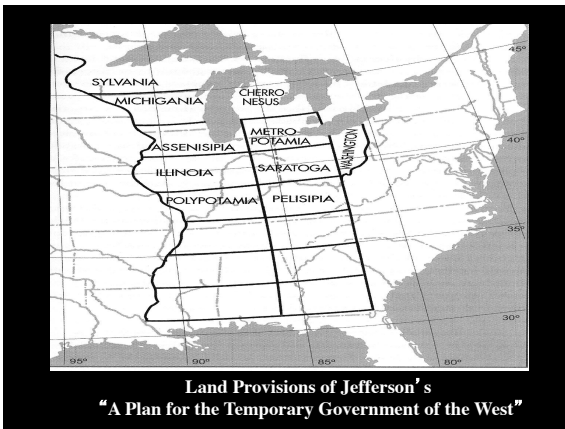 45°
SYLVANIA
MICHIGANIA
CHERRO-
NESUS
METRO-
POTAMIA
WASHINGTON
40°
ASSENISIPIA
ILLINOIA
SARATOGA
POLYPOTAMIA
PELISIPIA
35°
30°
95°
90°
85°
80°
Land Provisions of Jefferson's
“A Plan for the Temporary Government of the West”